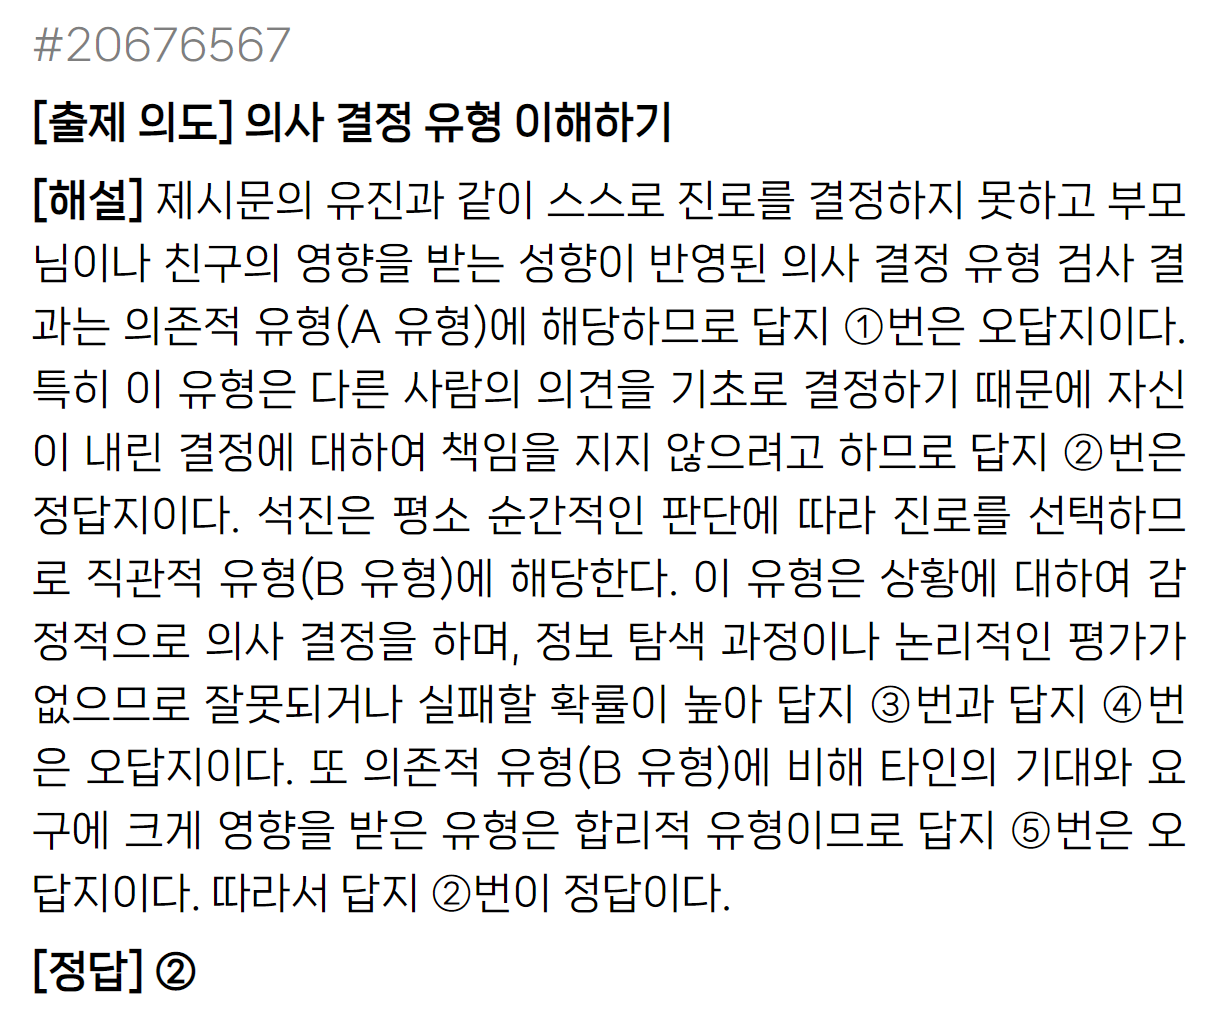 #20676567
[출제 의도] 의사 결정 유형 이해하기
[해설] 제시문의 유진과 같이 스스로 진로를 결정하지 못하고 부모
님이나 친구의 영향을 받는 성향이 반영된 의사 결정 유형 검사 결
과는 의존적 유형(A 유형)에 해당하므로 답지 ①번은 오답지이다.
특히 이 유형은 다른 사람의 의견을 기초로 결정하기 때문에 자신
이 내린 결정에 대하여 책임을 지지 않으려고 하므로 답지 ②번은
정답지이다. 석진은 평소 순간적인 판단에 따라 진로를 선택하므
로 직관적 유형(B 유형)에 해당한다. 이 유형은 상황에 대하여 감
정적으로 의사 결정을 하며, 정보 탐색 과정이나 논리적인 평가가
없으므로 잘못되거나 실패할 확률이 높아 답지 ③번과 답지 ④번
은 오답지이다. 또 의존적 유형(B 유형)에 비해 타인의 기대와 요
구에 크게 영향을 받은 유형은 합리적 유형이므로 답지 ⑤번은 오
답지이다. 따라서 답지 ②번이 정답이다.
[정답] ②